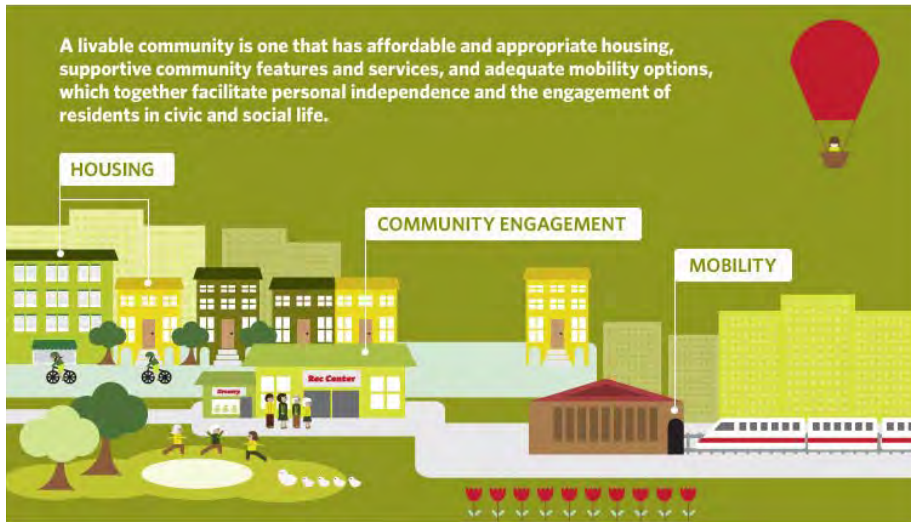 A livable community is one that has affordable and appropriate housing,
supportive community features and services, and adequate mobility options,
which together facilitate personal independence and the engagement of
residents in civic and social life.
HOUSING
COMMUNITY ENGAGEMENT
MOBILITY
Rec Center
Grocery